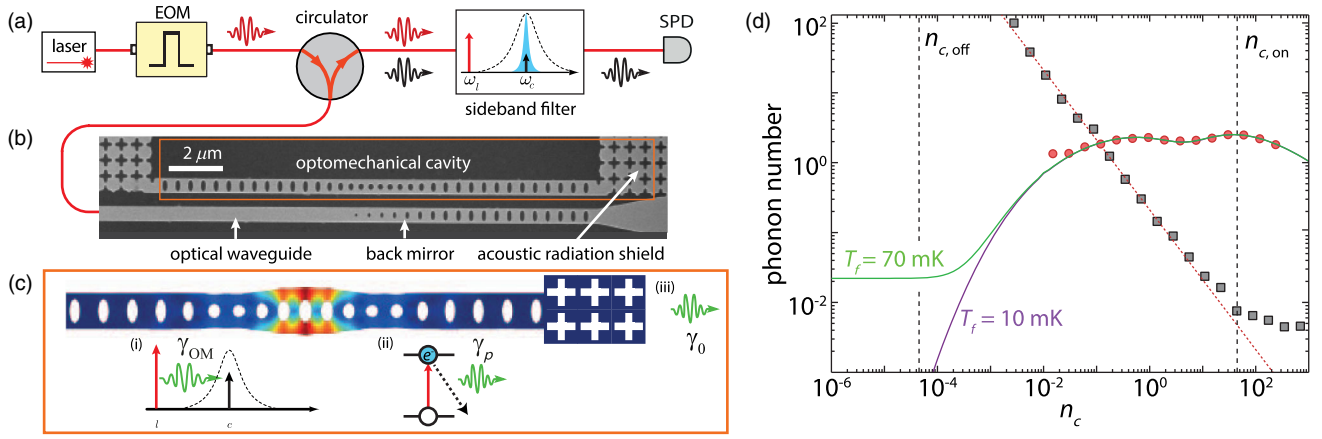 (a)
laser
EOM
circulator
ω_l
ω_c
sideband filter
SPD
(b)
2 μm
optomechanical cavity
optical waveguide
back mirror
acoustic radiation shield
(c)
(i)
γ_OM
l
c
(ii)
e⁻
γ_p
(iii)
γ_0
(d)
phonon number
10^2
10^0
10^-2
n_c, off
n_c, on
T_f = 70 mK
T_f = 10 mK
10^-6
10^-4
10^-2
10^0
10^2
n_c